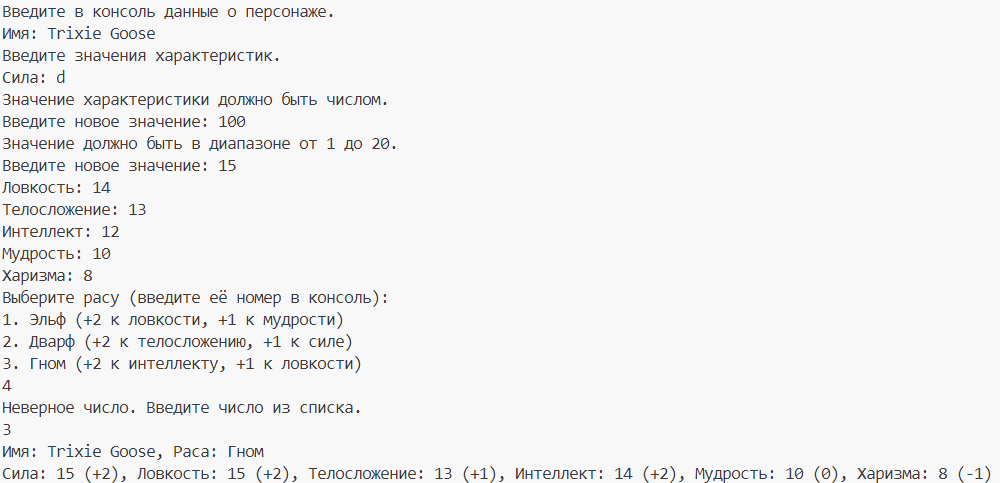 Введите в консоль данные о персонаже.
Имя: Trixie Goose
Введите значения характеристик.
Сила: d
Значение характеристики должно быть числом.
Введите новое значение: 100
Значение должно быть в диапазоне от 1 до 20.
Введите новое значение: 15
Ловкость: 14
Телосложение: 13
Интеллект: 12
Мудрость: 10
Харизма: 8
Выберите расу (введите её номер в консоль):
1. Эльф (+2 к ловкости, +1 к мудрости)
2. Дварф (+2 к телосложению, +1 к силе)
3. Гном (+2 к интеллекту, +1 к ловкости)
4
Неверное число. Введите число из списка.
3
Имя: Trixie Goose, Раса: Гном
Сила: 15 (+2), Ловкость: 15 (+2), Телосложение: 13 (+1), Интеллект: 14 (+2), Мудрость: 10 (0), Харизма: 8 (-1)